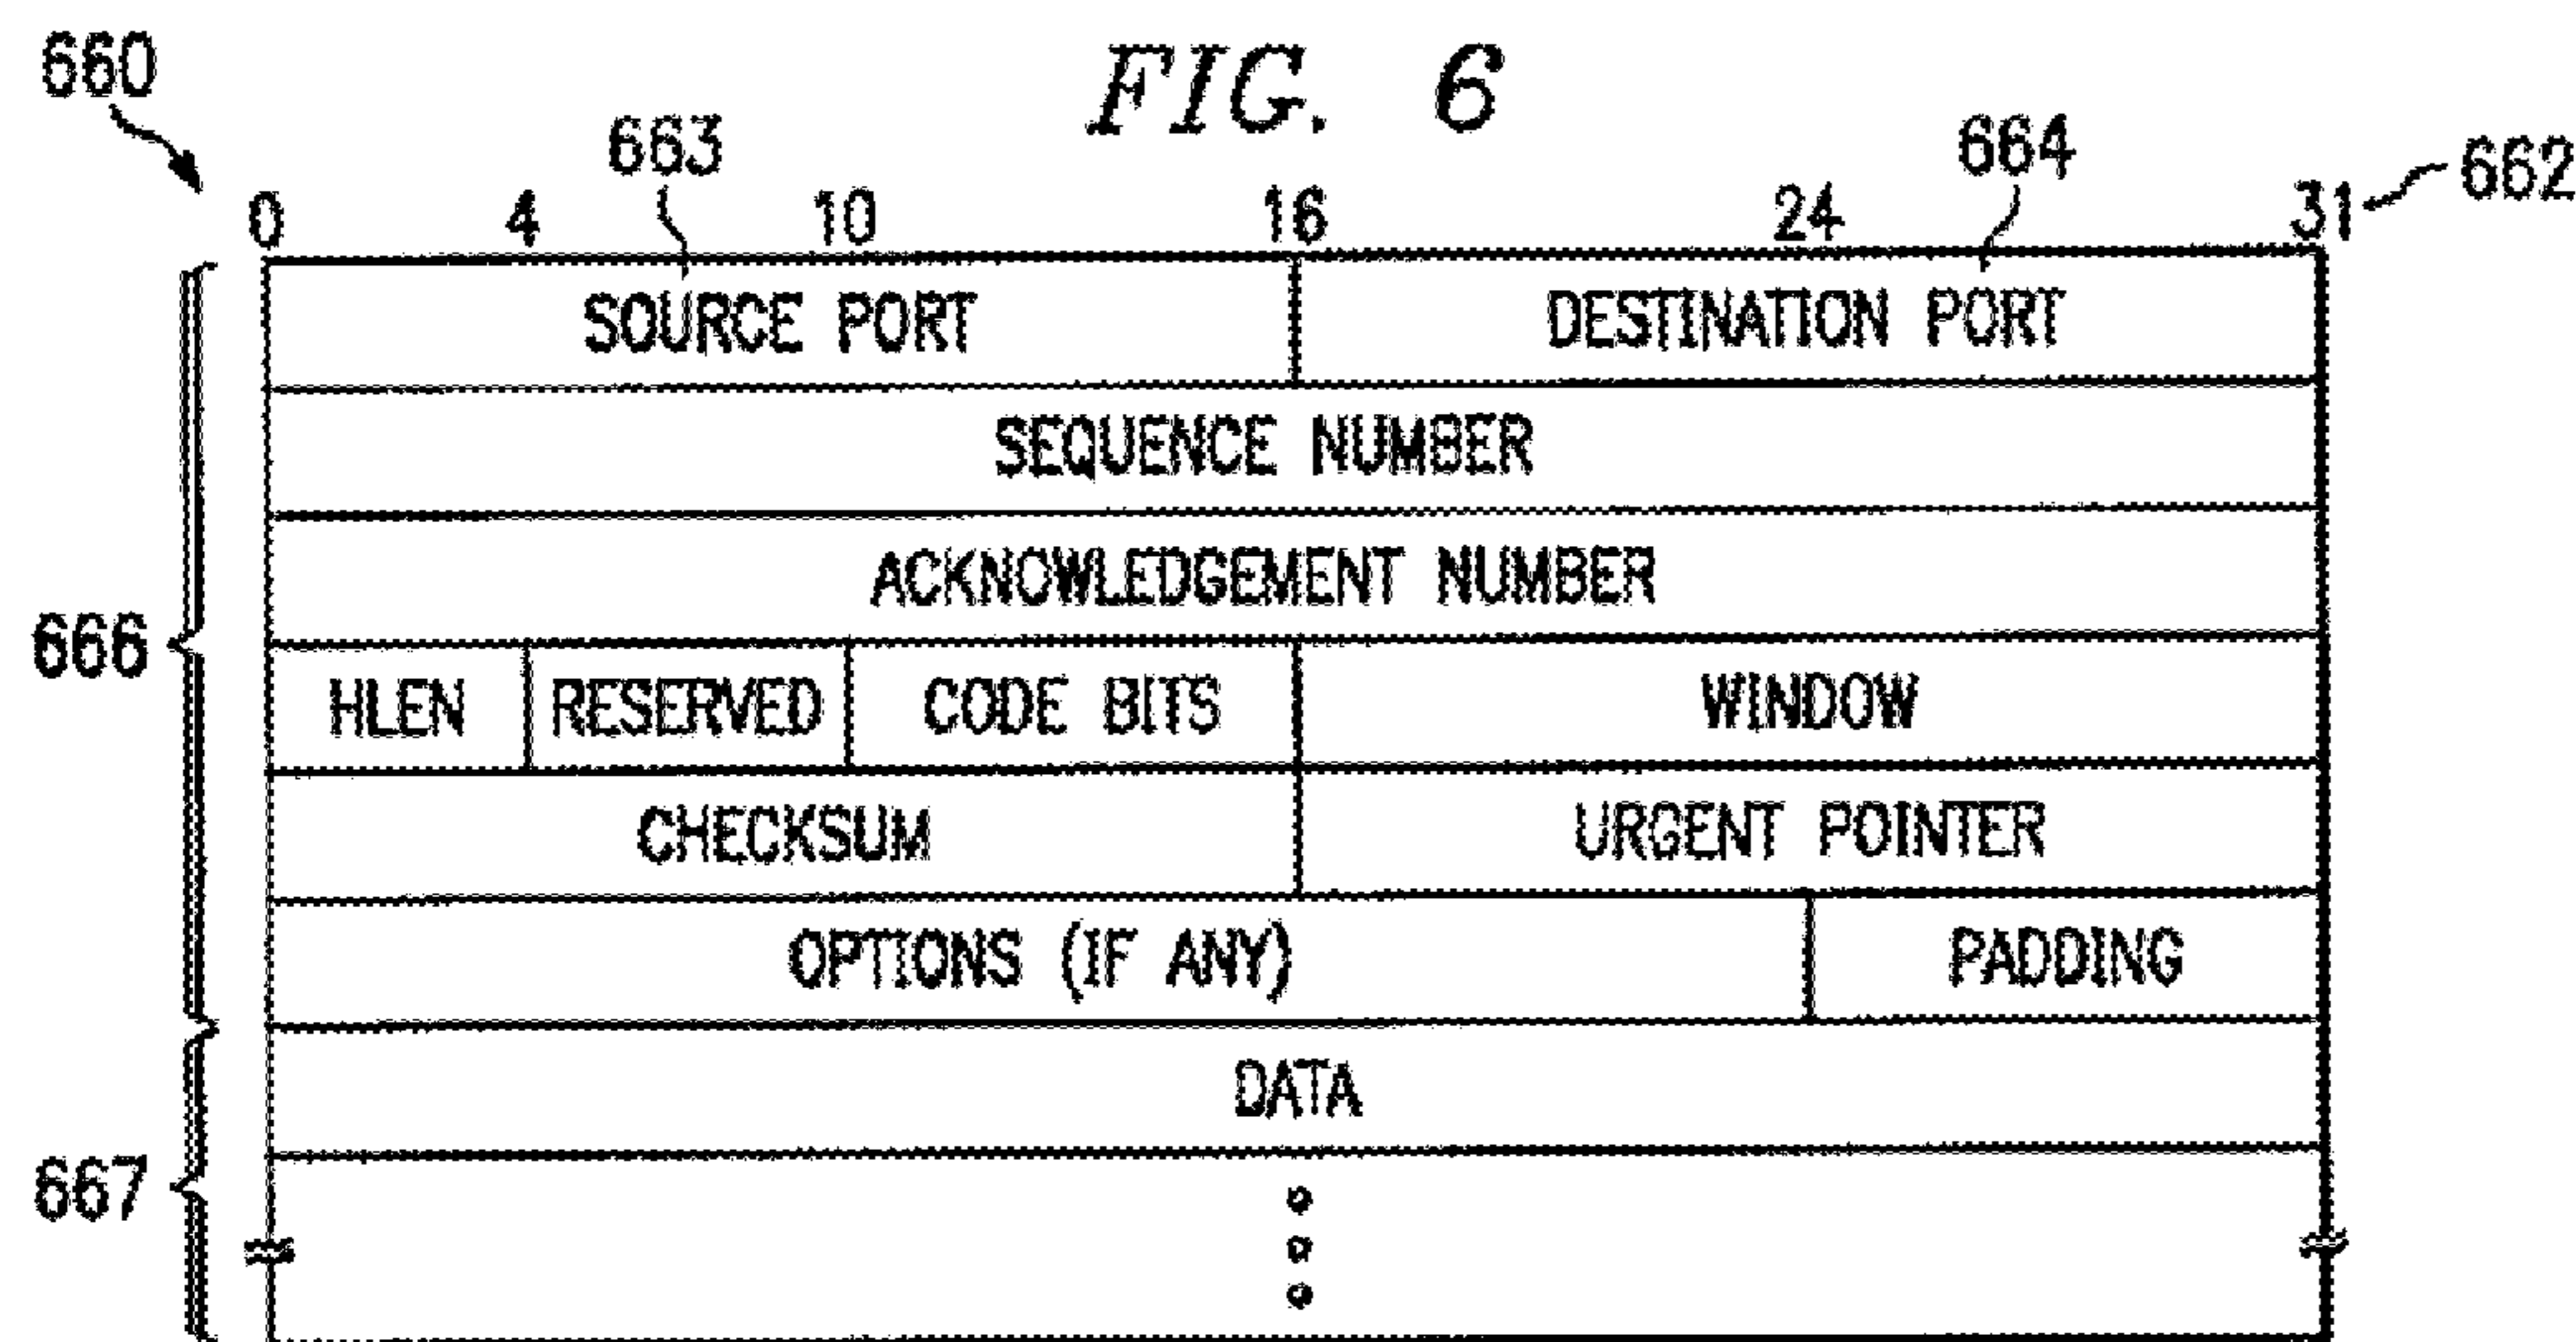 FIG. 6
660
663
664
662
0 4 10 16 24 31
SOURCE PORT DESTINATION PORT
SEQUENCE NUMBER
ACKNOWLEDGEMENT NUMBER
666
HLEN RESERVED CODE BITS WINDOW
CHECKSUM URGENT POINTER
OPTIONS (IF ANY) PADDING
DATA
667